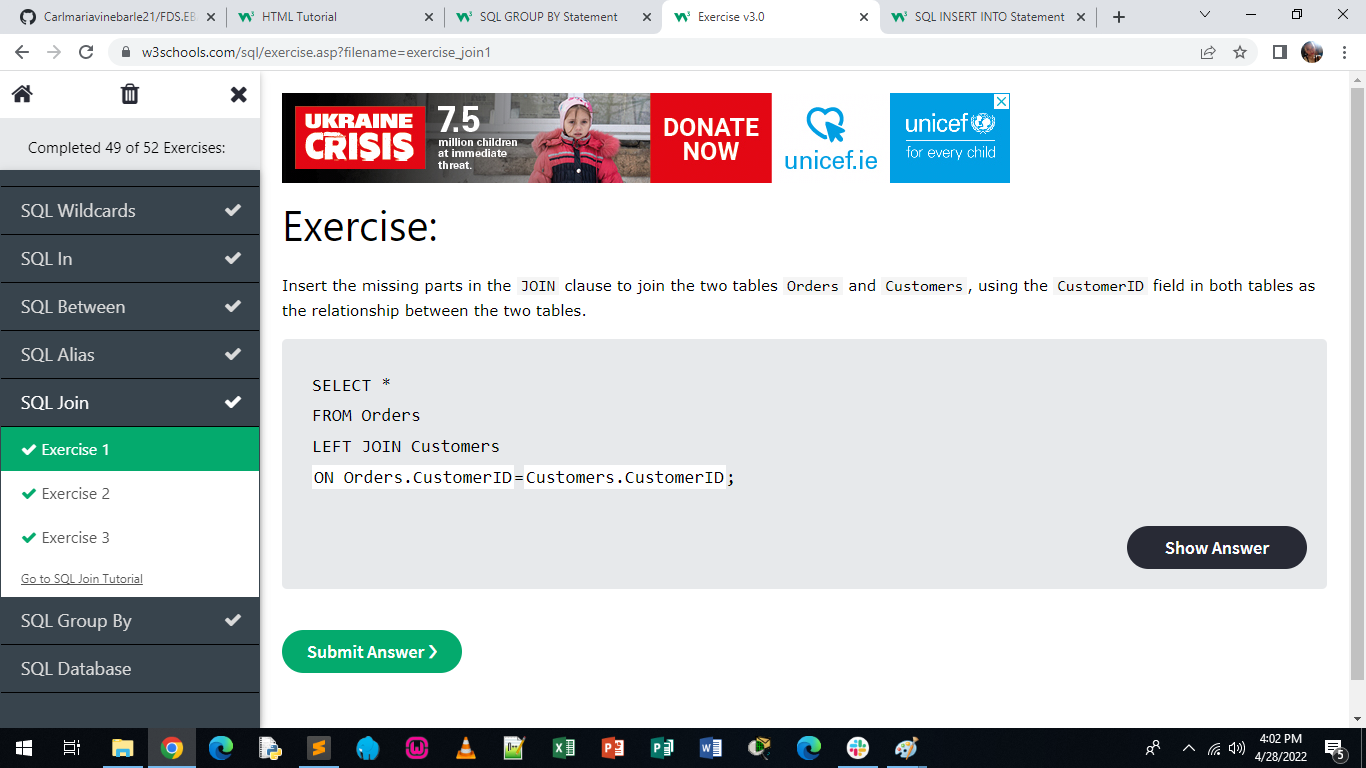 Carlmariavinebarle21/FDS.EB
HTML Tutorial
SQL GROUP BY Statement
Exercise v3.0
SQL INSERT INTO Statement
w3schools.com/sql/exercise.asp?filename=exercise_join1
Completed 49 of 52 Exercises:
SQL Wildcards
SQL In
SQL Between
SQL Alias
SQL Join
Exercise 1
Exercise 2
Exercise 3
Go to SQL Join Tutorial
SQL Group By
SQL Database
UKRAINE
CRISIS
7.5
million children
at immediate
threat.
DONATE
NOW
unicef.ie
unicef
for every child
Exercise:
Insert the missing parts in the JOIN clause to join the two tables Orders and Customers, using the CustomerID field in both tables as
the relationship between the two tables.
SELECT *
FROM Orders
LEFT JOIN Customers
ON Orders.CustomerID=Customers.CustomerID;
Show Answer
Submit Answer ❯
4:02 PM
4/28/2022
5